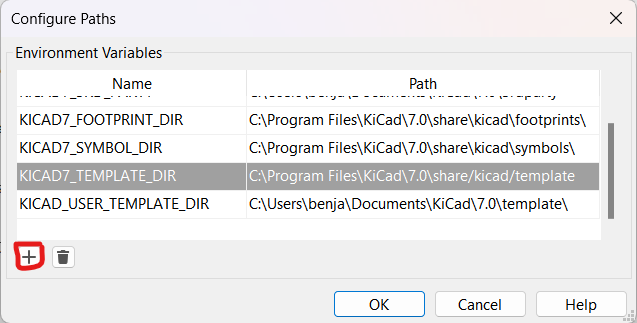 Configure Paths
Environment Variables
Name Path
KICAD7_FOOTPRINT_DIR C:\Program Files\KiCad\7.0\share\kicad\footprints\
KICAD7_SYMBOL_DIR C:\Program Files\KiCad\7.0\share\kicad\symbols\
KICAD7_TEMPLATE_DIR C:\Program Files\KiCad\7.0\share/kicad/template
KICAD_USER_TEMPLATE_DIR C:\Users\benja\Documents\KiCad\7.0\template\
OK Cancel Help